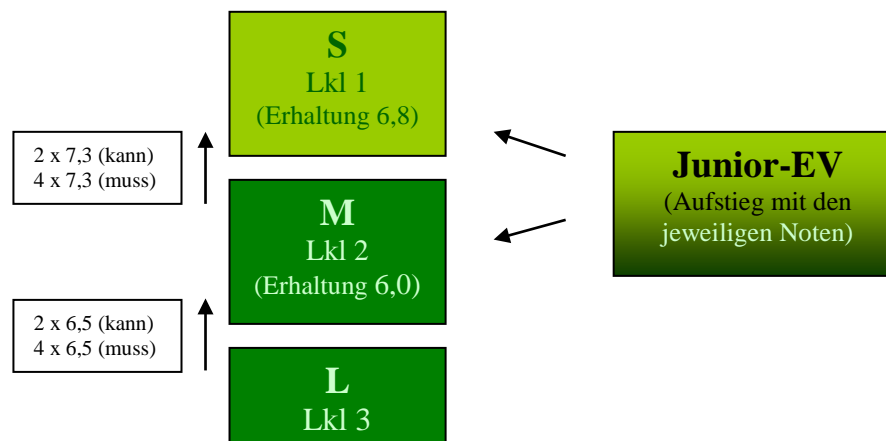 S
Lkl 1
(Erhaltung 6,8)
2 x 7,3 (kann)
4 x 7,3 (muss)
Junior-EV
(Aufstieg mit den
jeweiligen Noten)
M
Lkl 2
(Erhaltung 6,0)
2 x 6,5 (kann)
4 x 6,5 (muss)
L
Lkl 3